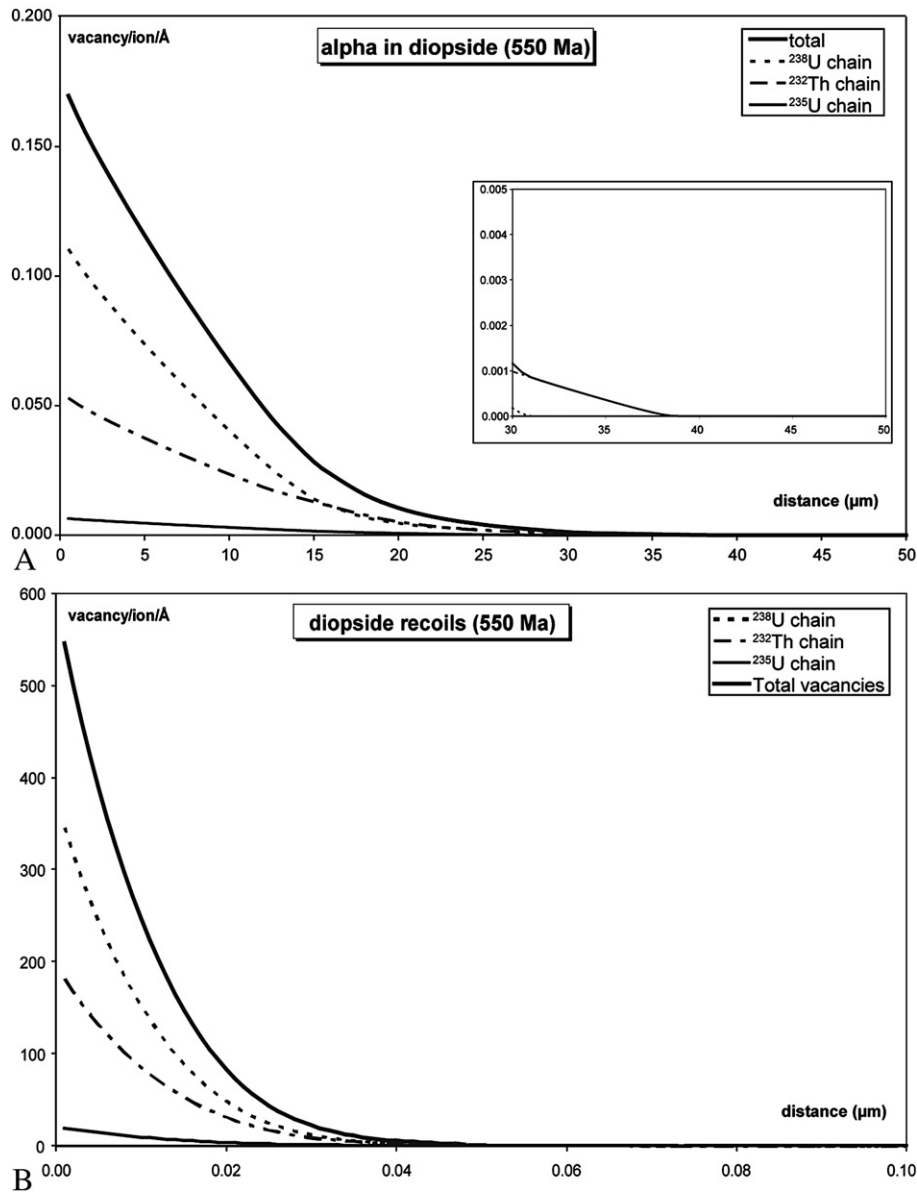 0.200
vacancy/ion/Å
alpha in diopside (550 Ma)
total
²³⁸U chain
²³²Th chain
²³⁵U chain
0.150
0.100
0.050
0.000
0.005
0.004
0.003
0.002
0.001
0.000
30 35 40 45 50
distance (µm)
A
0 5 10 15 20 25 30 35 40 45 50
600
vacancy/ion/Å
diopside recoils (550 Ma)
²³⁸U chain
²³²Th chain
²³⁵U chain
Total vacancies
500
400
300
200
100
0
distance (µm)
B
0.00 0.02 0.04 0.06 0.08 0.10